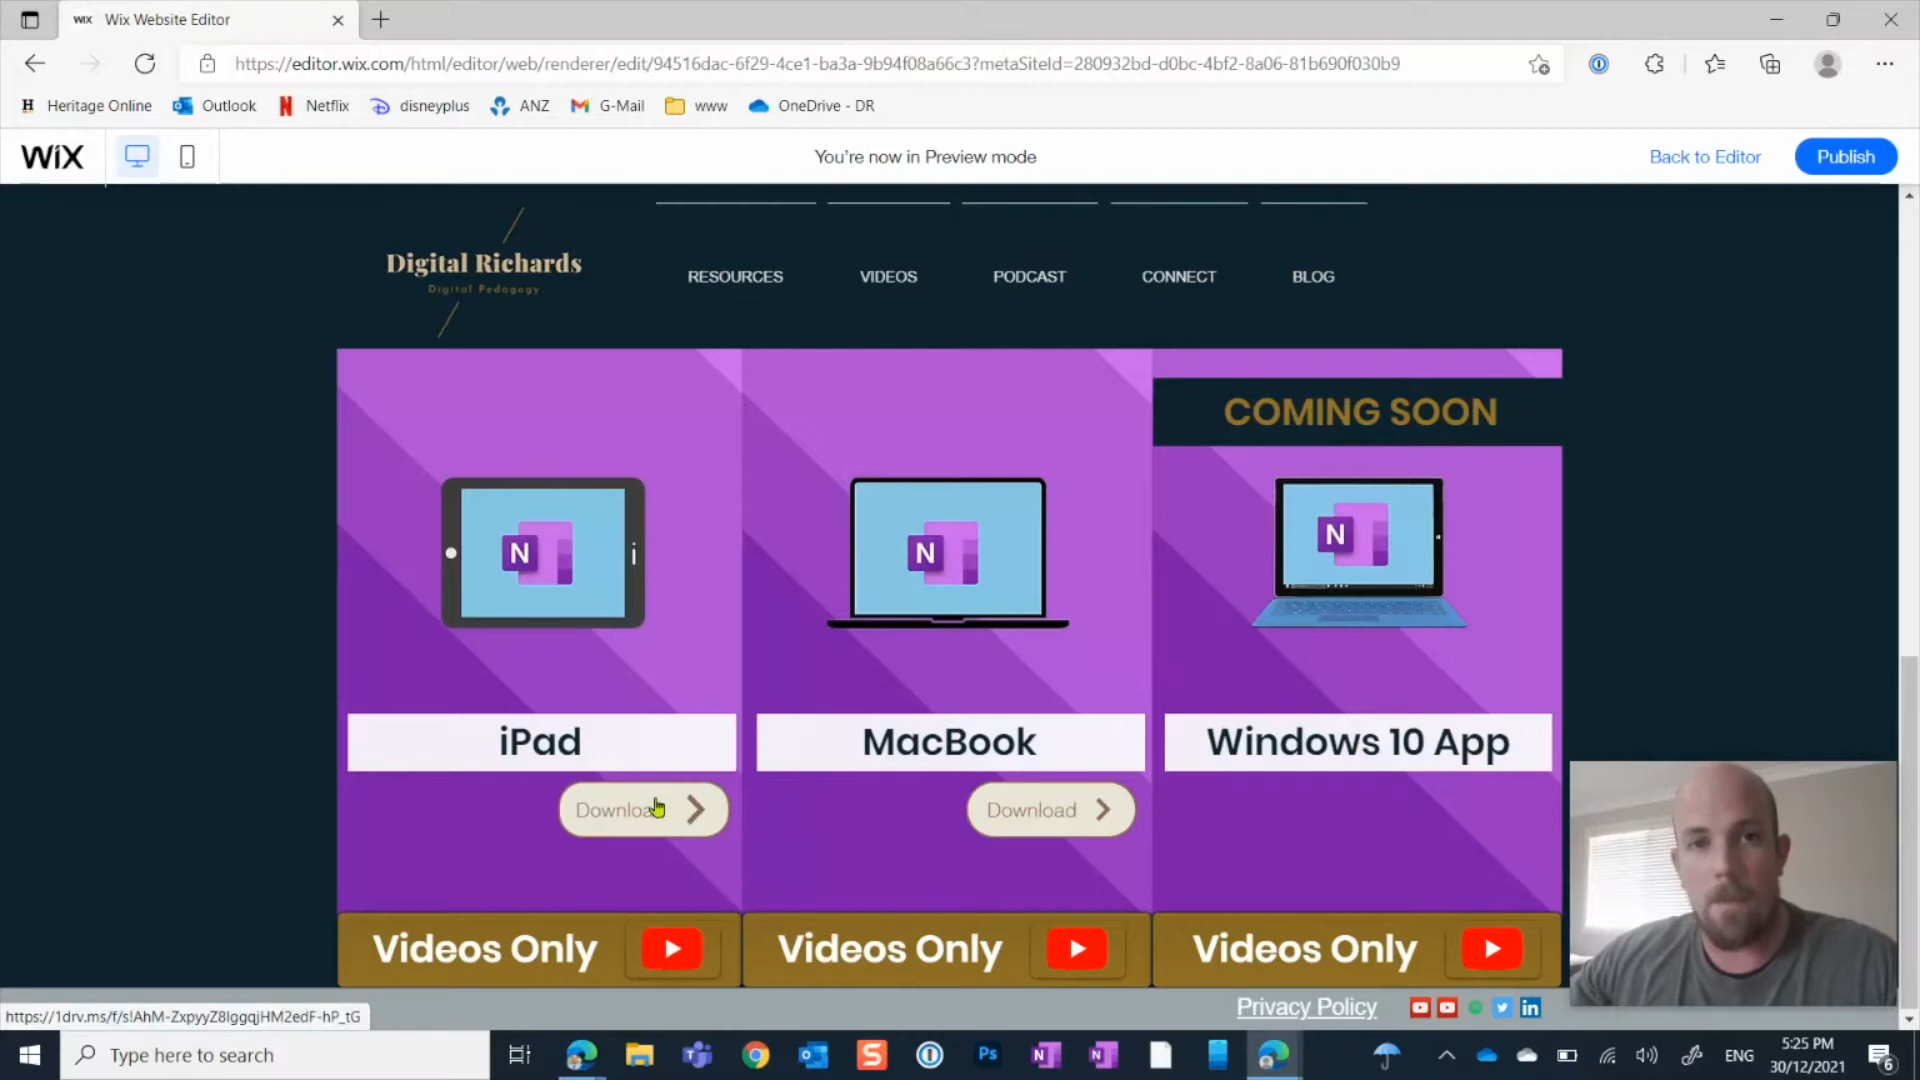 WIX Wix Website Editor
https://editor.wix.com/html/editor/web/renderer/edit/94516dac-6f29-4ce1-ba3a-9b94f08a66c3?metaSiteId=280932bd-d0bc-4bf2-8a06-81b690f030b9
H Heritage Online Outlook Netflix disneyplus ANZ G-Mail www OneDrive - DR
WIX You're now in Preview mode Back to Editor Publish
Digital Richards
Digital Pedagogy
RESOURCES VIDEOS PODCAST CONNECT BLOG
COMING SOON
N N N
iPad MacBook Windows 10 App
Download Download
Videos Only Videos Only Videos Only
Privacy Policy in
https://1drv.ms/f/s!AhM-ZxpyyZ8lggqjHM2edF-hP_tG
Type here to search S Ps N N ENG 5:25 PM
30/12/2021 6